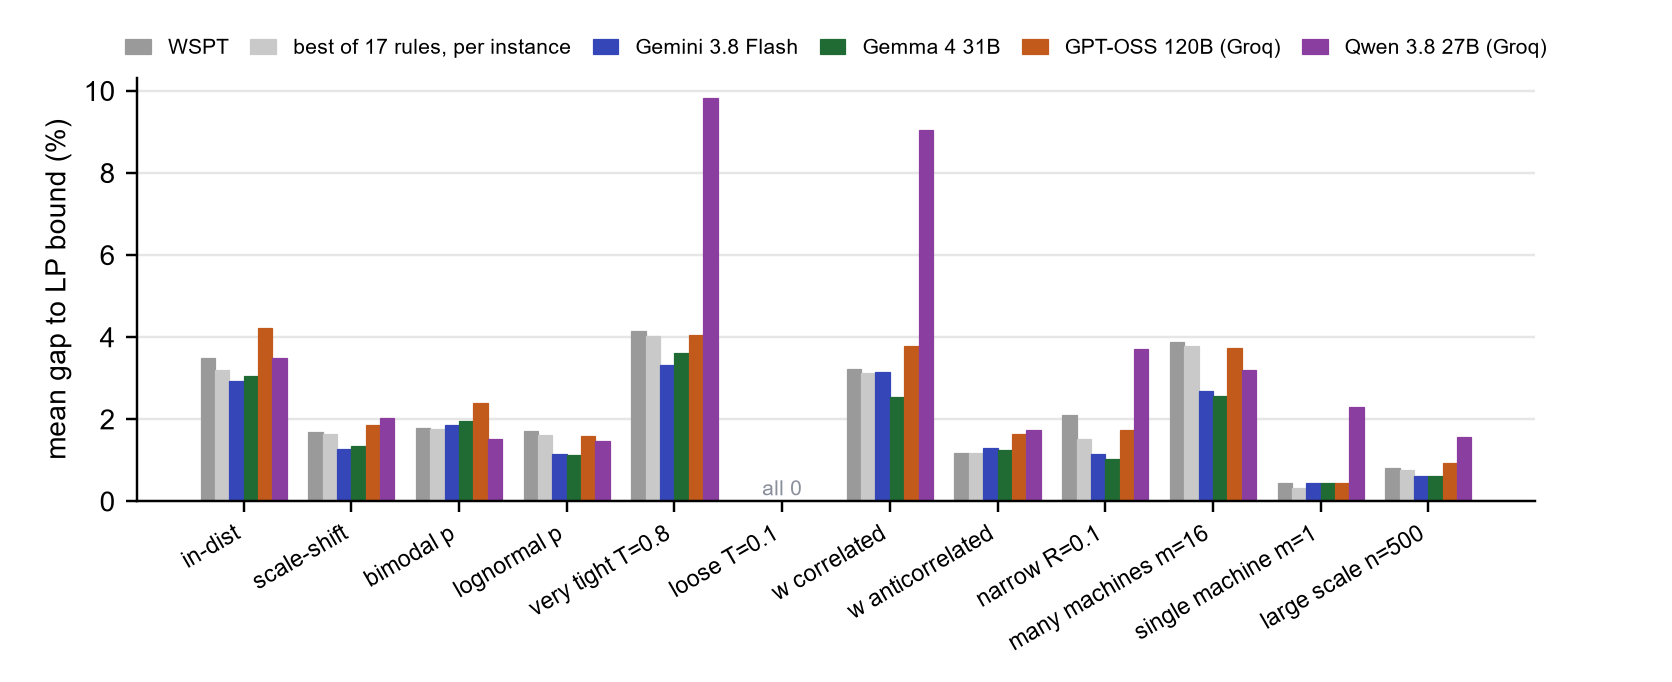 WSPT best of 17 rules, per instance Gemini 3.8 Flash Gemma 4 31B GPT-OSS 120B (Groq) Qwen 3.8 27B (Groq)
mean gap to LP bound (%)
10
8
6
4
2
0
all 0
in-dist
scale-shift
bimodal p
lognormal p
very tight T=0.8
loose T=0.1
w correlated
w anticorrelated
narrow R=0.1
many machines m=16
single machine m=1
large scale n=500